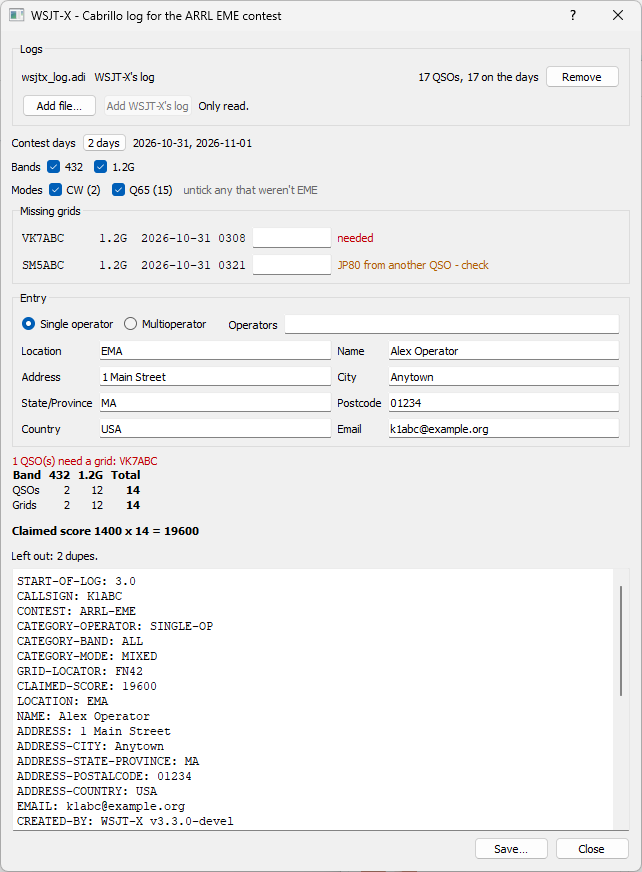 WSJT-X - Cabrillo log for the ARRL EME contest ?
Logs
wsjtx_log.adi WSJT-X's log 17 QSOs, 17 on the days Remove
Add file... Add WSJT-X's log Only read.
Contest days 2 days 2026-10-31, 2026-11-01
Bands 432 1.2G
Modes CW (2) Q65 (15) untick any that weren't EME
Missing grids
VK7ABC 1.2G 2026-10-31 0308 needed
SM5ABC 1.2G 2026-10-31 0321 JP80 from another QSO - check
Entry
Single operator Multioperator Operators
Location EMA Name Alex Operator
Address 1 Main Street City Anytown
State/Province MA Postcode 01234
Country USA Email k1abc@example.org
1 QSO(s) need a grid: VK7ABC
Band 432 1.2G Total
QSOs 2 12 14
Grids 2 12 14
Claimed score 1400 x 14 = 19600
Left out: 2 dupes.
START-OF-LOG: 3.0
CALLSIGN: K1ABC
CONTEST: ARRL-EME
CATEGORY-OPERATOR: SINGLE-OP
CATEGORY-BAND: ALL
CATEGORY-MODE: MIXED
GRID-LOCATOR: FN42
CLAIMED-SCORE: 19600
LOCATION: EMA
NAME: Alex Operator
ADDRESS: 1 Main Street
ADDRESS-CITY: Anytown
ADDRESS-STATE-PROVINCE: MA
ADDRESS-POSTALCODE: 01234
ADDRESS-COUNTRY: USA
EMAIL: k1abc@example.org
CREATED-BY: WSJT-X v3.3.0-devel
Save... Close